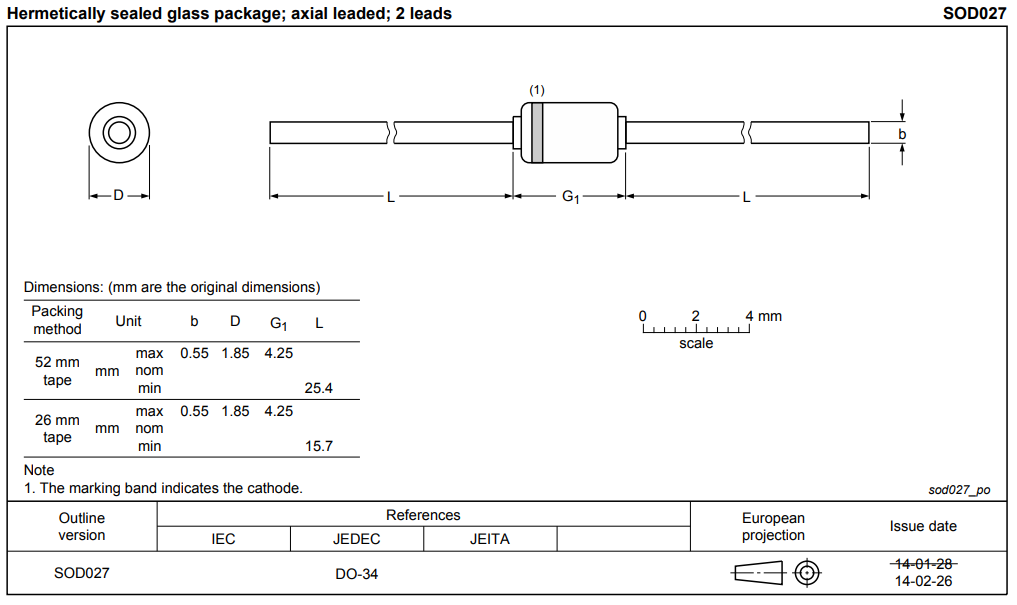 Hermetically sealed glass package; axial leaded; 2 leads SOD027
(1)
b
D L G1 L
Dimensions: (mm are the original dimensions)
Packing method Unit b D G1 L
52 mm tape mm max 0.55 1.85 4.25
nom
min 25.4
26 mm tape mm max 0.55 1.85 4.25
nom
min 15.7
0 2 4 mm
scale
Note
1. The marking band indicates the cathode.
sod027_po
Outline version References European projection Issue date
IEC JEDEC JEITA
SOD027 DO-34 14-01-28
14-02-26